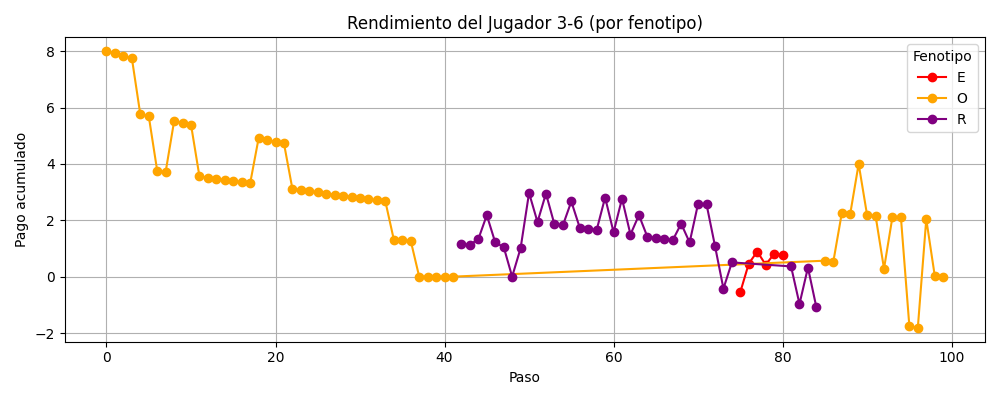 Rendimiento del Jugador 3-6 (por fenotipo)
Pago acumulado
8
6
4
2
0
−2
0
20
40
60
80
100
Paso
Fenotipo
E
O
R